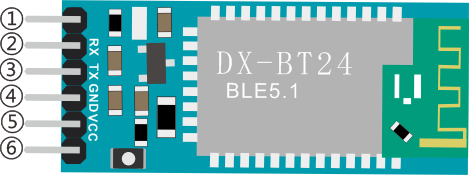 ①
②
③
④
⑤
⑥
RX TX GND VCC
DX-BT24
BLE5.1